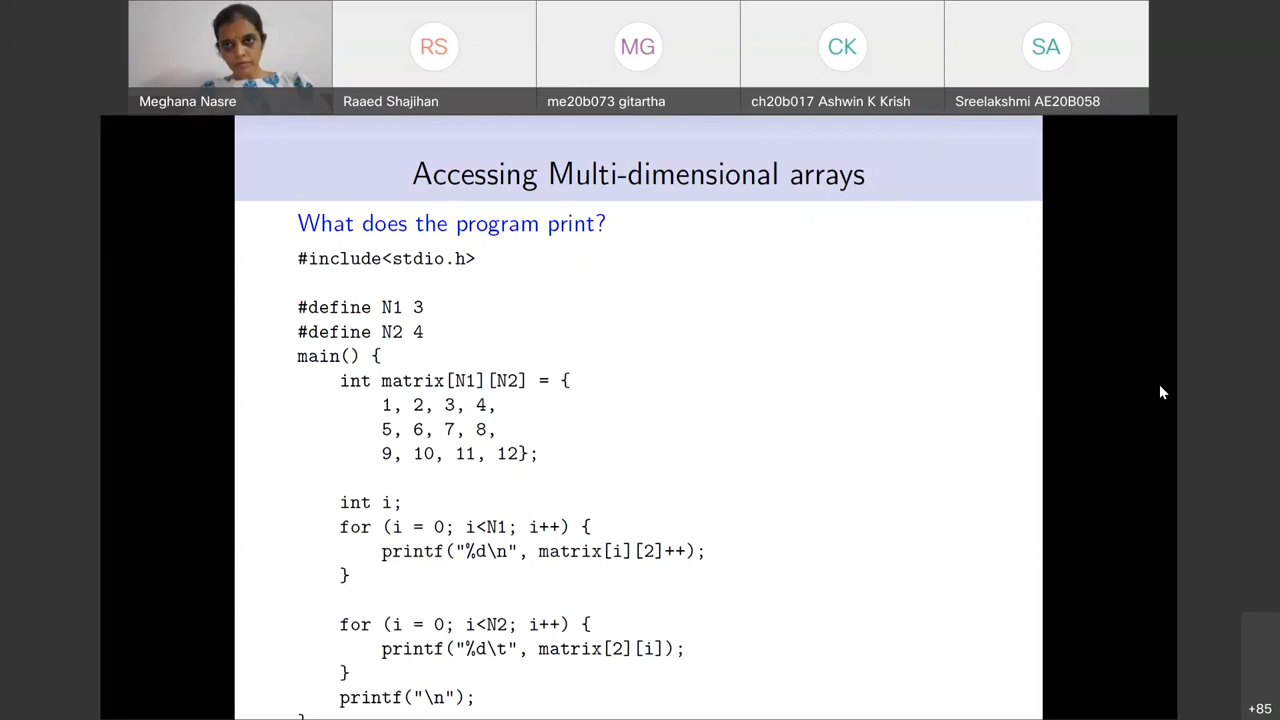 RS
MG
CK
SA
Meghana Nasre
Raaed Shajihan
me20b073 gitartha
ch20b017 Ashwin K Krish
Sreelakshmi AE20B058
Accessing Multi-dimensional arrays
What does the program print?
#include<stdio.h>
#define N1 3
#define N2 4
main() {
int matrix[N1][N2] = {
1, 2, 3, 4,
5, 6, 7, 8,
9, 10, 11, 12};
int i;
for (i = 0; i<N1; i++) {
printf("%d\n", matrix[i][2]++);
}
for (i = 0; i<N2; i++) {
printf("%d\t", matrix[2][i]);
}
printf("\n");
}
+85